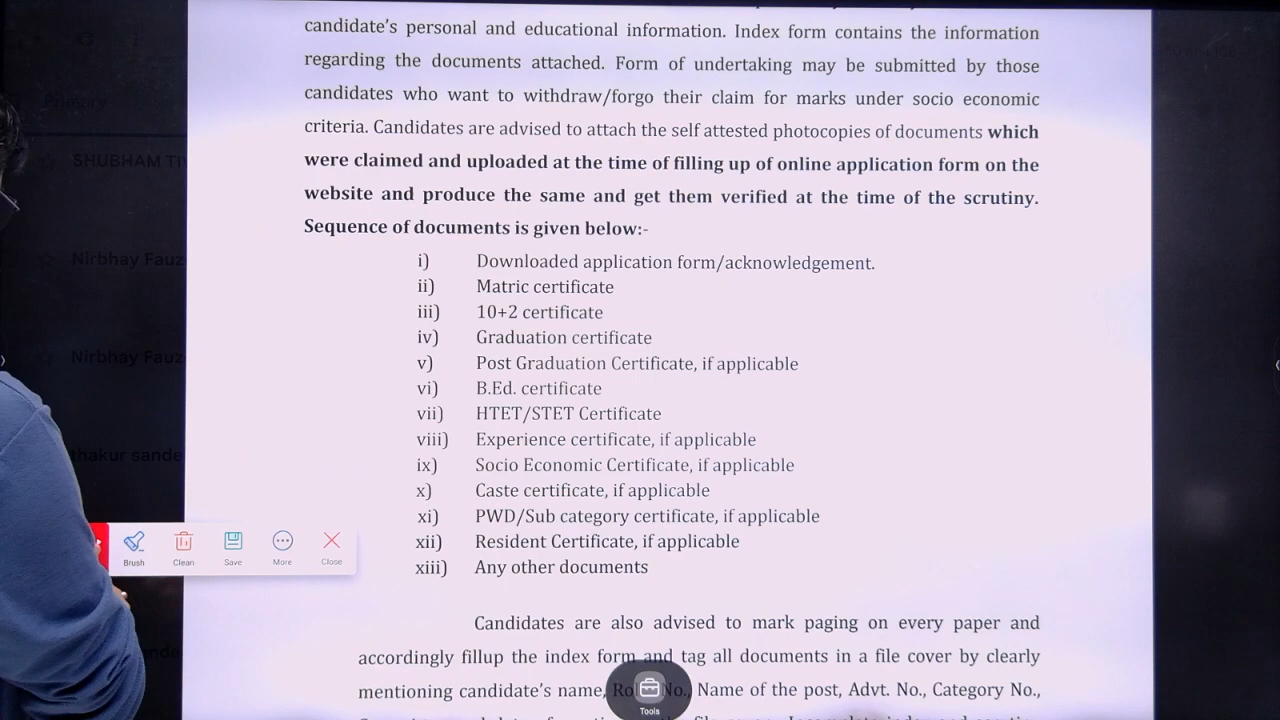 candidate's personal and educational information. Index form contains the information
regarding the documents attached. Form of undertaking may be submitted by those
candidates who want to withdraw/forgo their claim for marks under socio economic
criteria. Candidates are advised to attach the self attested photocopies of documents which
were claimed and uploaded at the time of filling up of online application form on the
website and produce the same and get them verified at the time of the scrutiny.
Sequence of documents is given below:-
i) Downloaded application form/acknowledgement.
ii) Matric certificate
iii) 10+2 certificate
iv) Graduation certificate
v) Post Graduation Certificate, if applicable
vi) B.Ed. certificate
vii) HTET/STET Certificate
viii) Experience certificate, if applicable
ix) Socio Economic Certificate, if applicable
x) Caste certificate, if applicable
xi) PWD/Sub category certificate, if applicable
xii) Resident Certificate, if applicable
xiii) Any other documents
Candidates are also advised to mark paging on every paper and
accordingly fillup the index form and tag all documents in a file cover by clearly
mentioning candidate's name, No., Name of the post, Advt. No., Category No.,
Primary
SHUBHAM
Nirbhay
Nirbhay
thakur
Brush
Clean
Save
More
Close
Tools